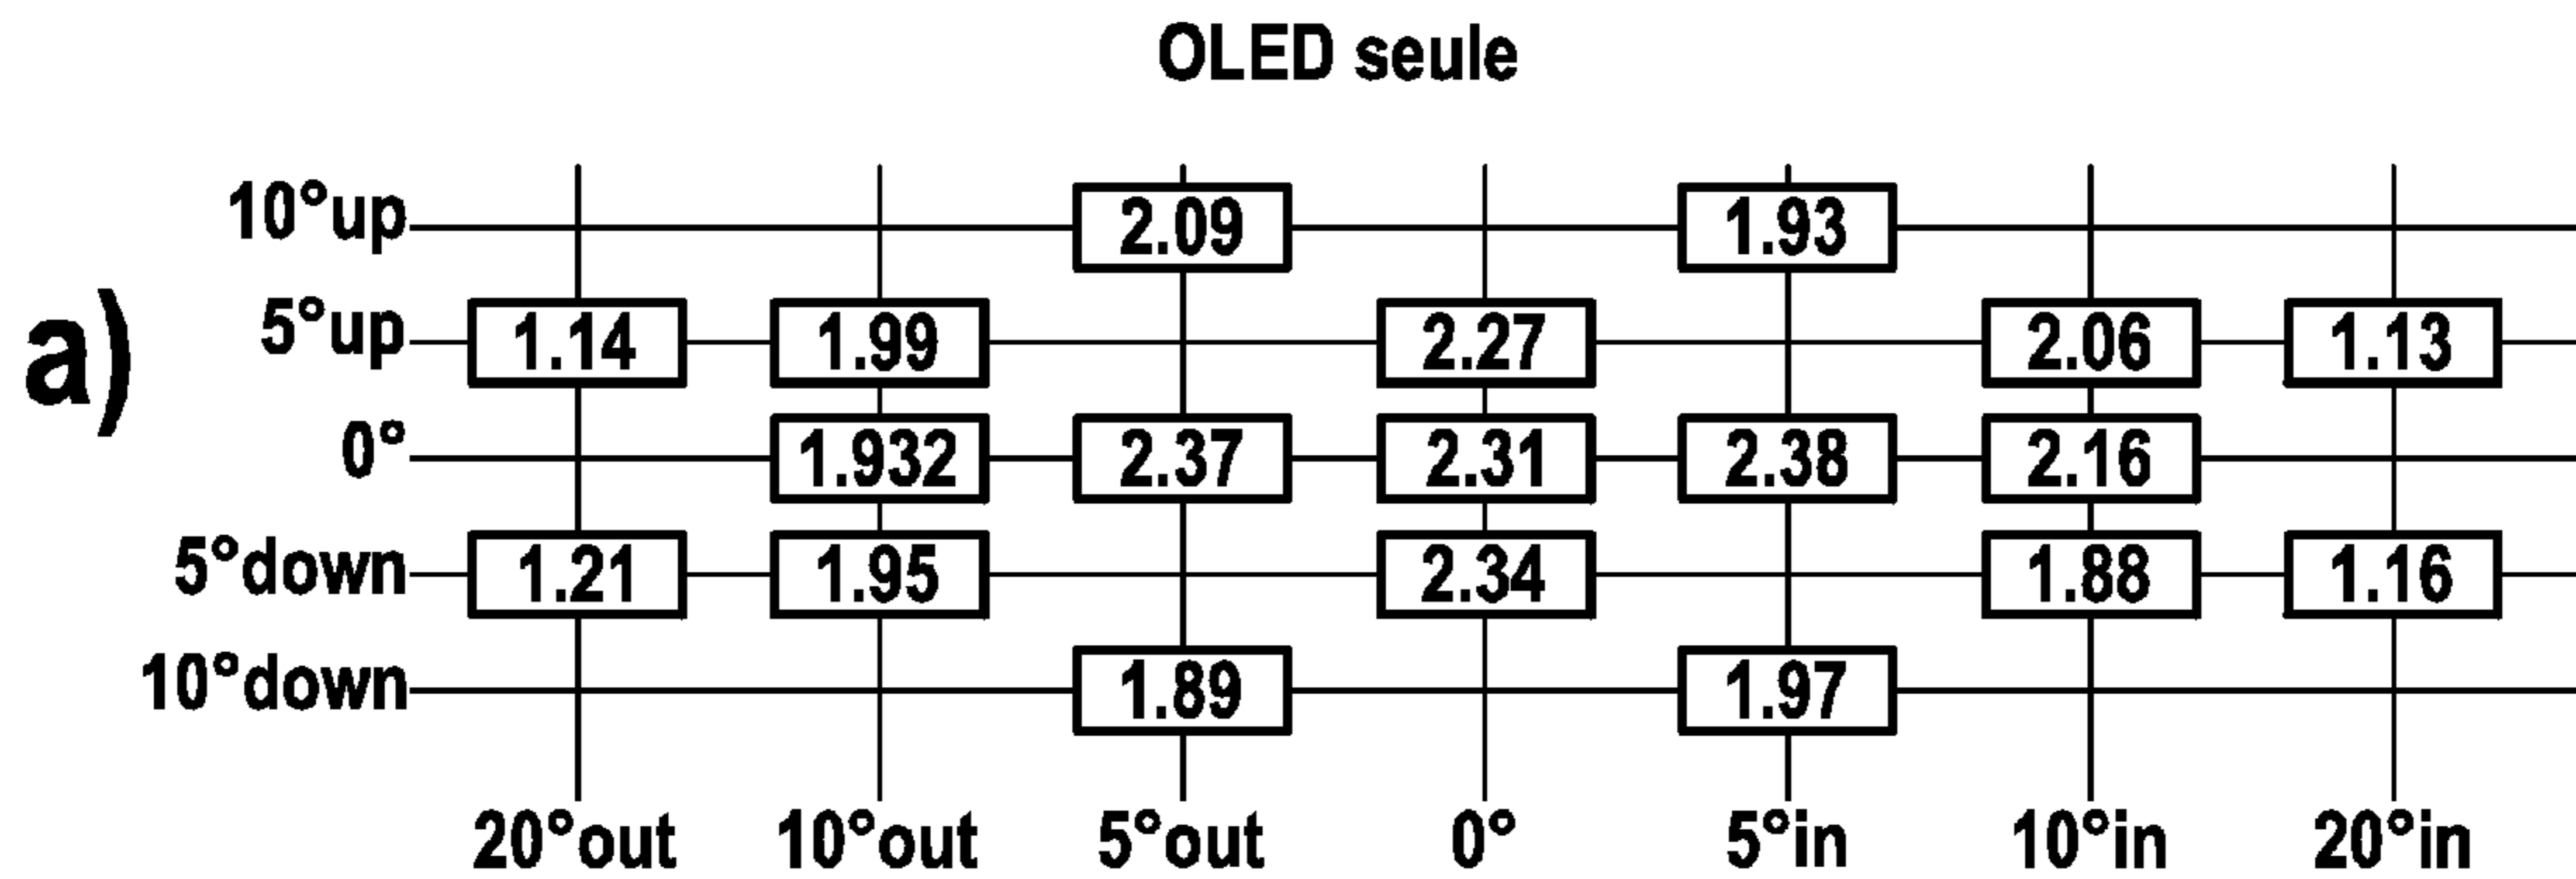 OLED seule
a)
10°up 2.09 1.93
5°up 1.14 1.99 2.27 2.06 1.13
0° 1.932 2.37 2.31 2.38 2.16
5°down 1.21 1.95 2.34 1.88 1.16
10°down 1.89 1.97
20°out 10°out 5°out 0° 5°in 10°in 20°in